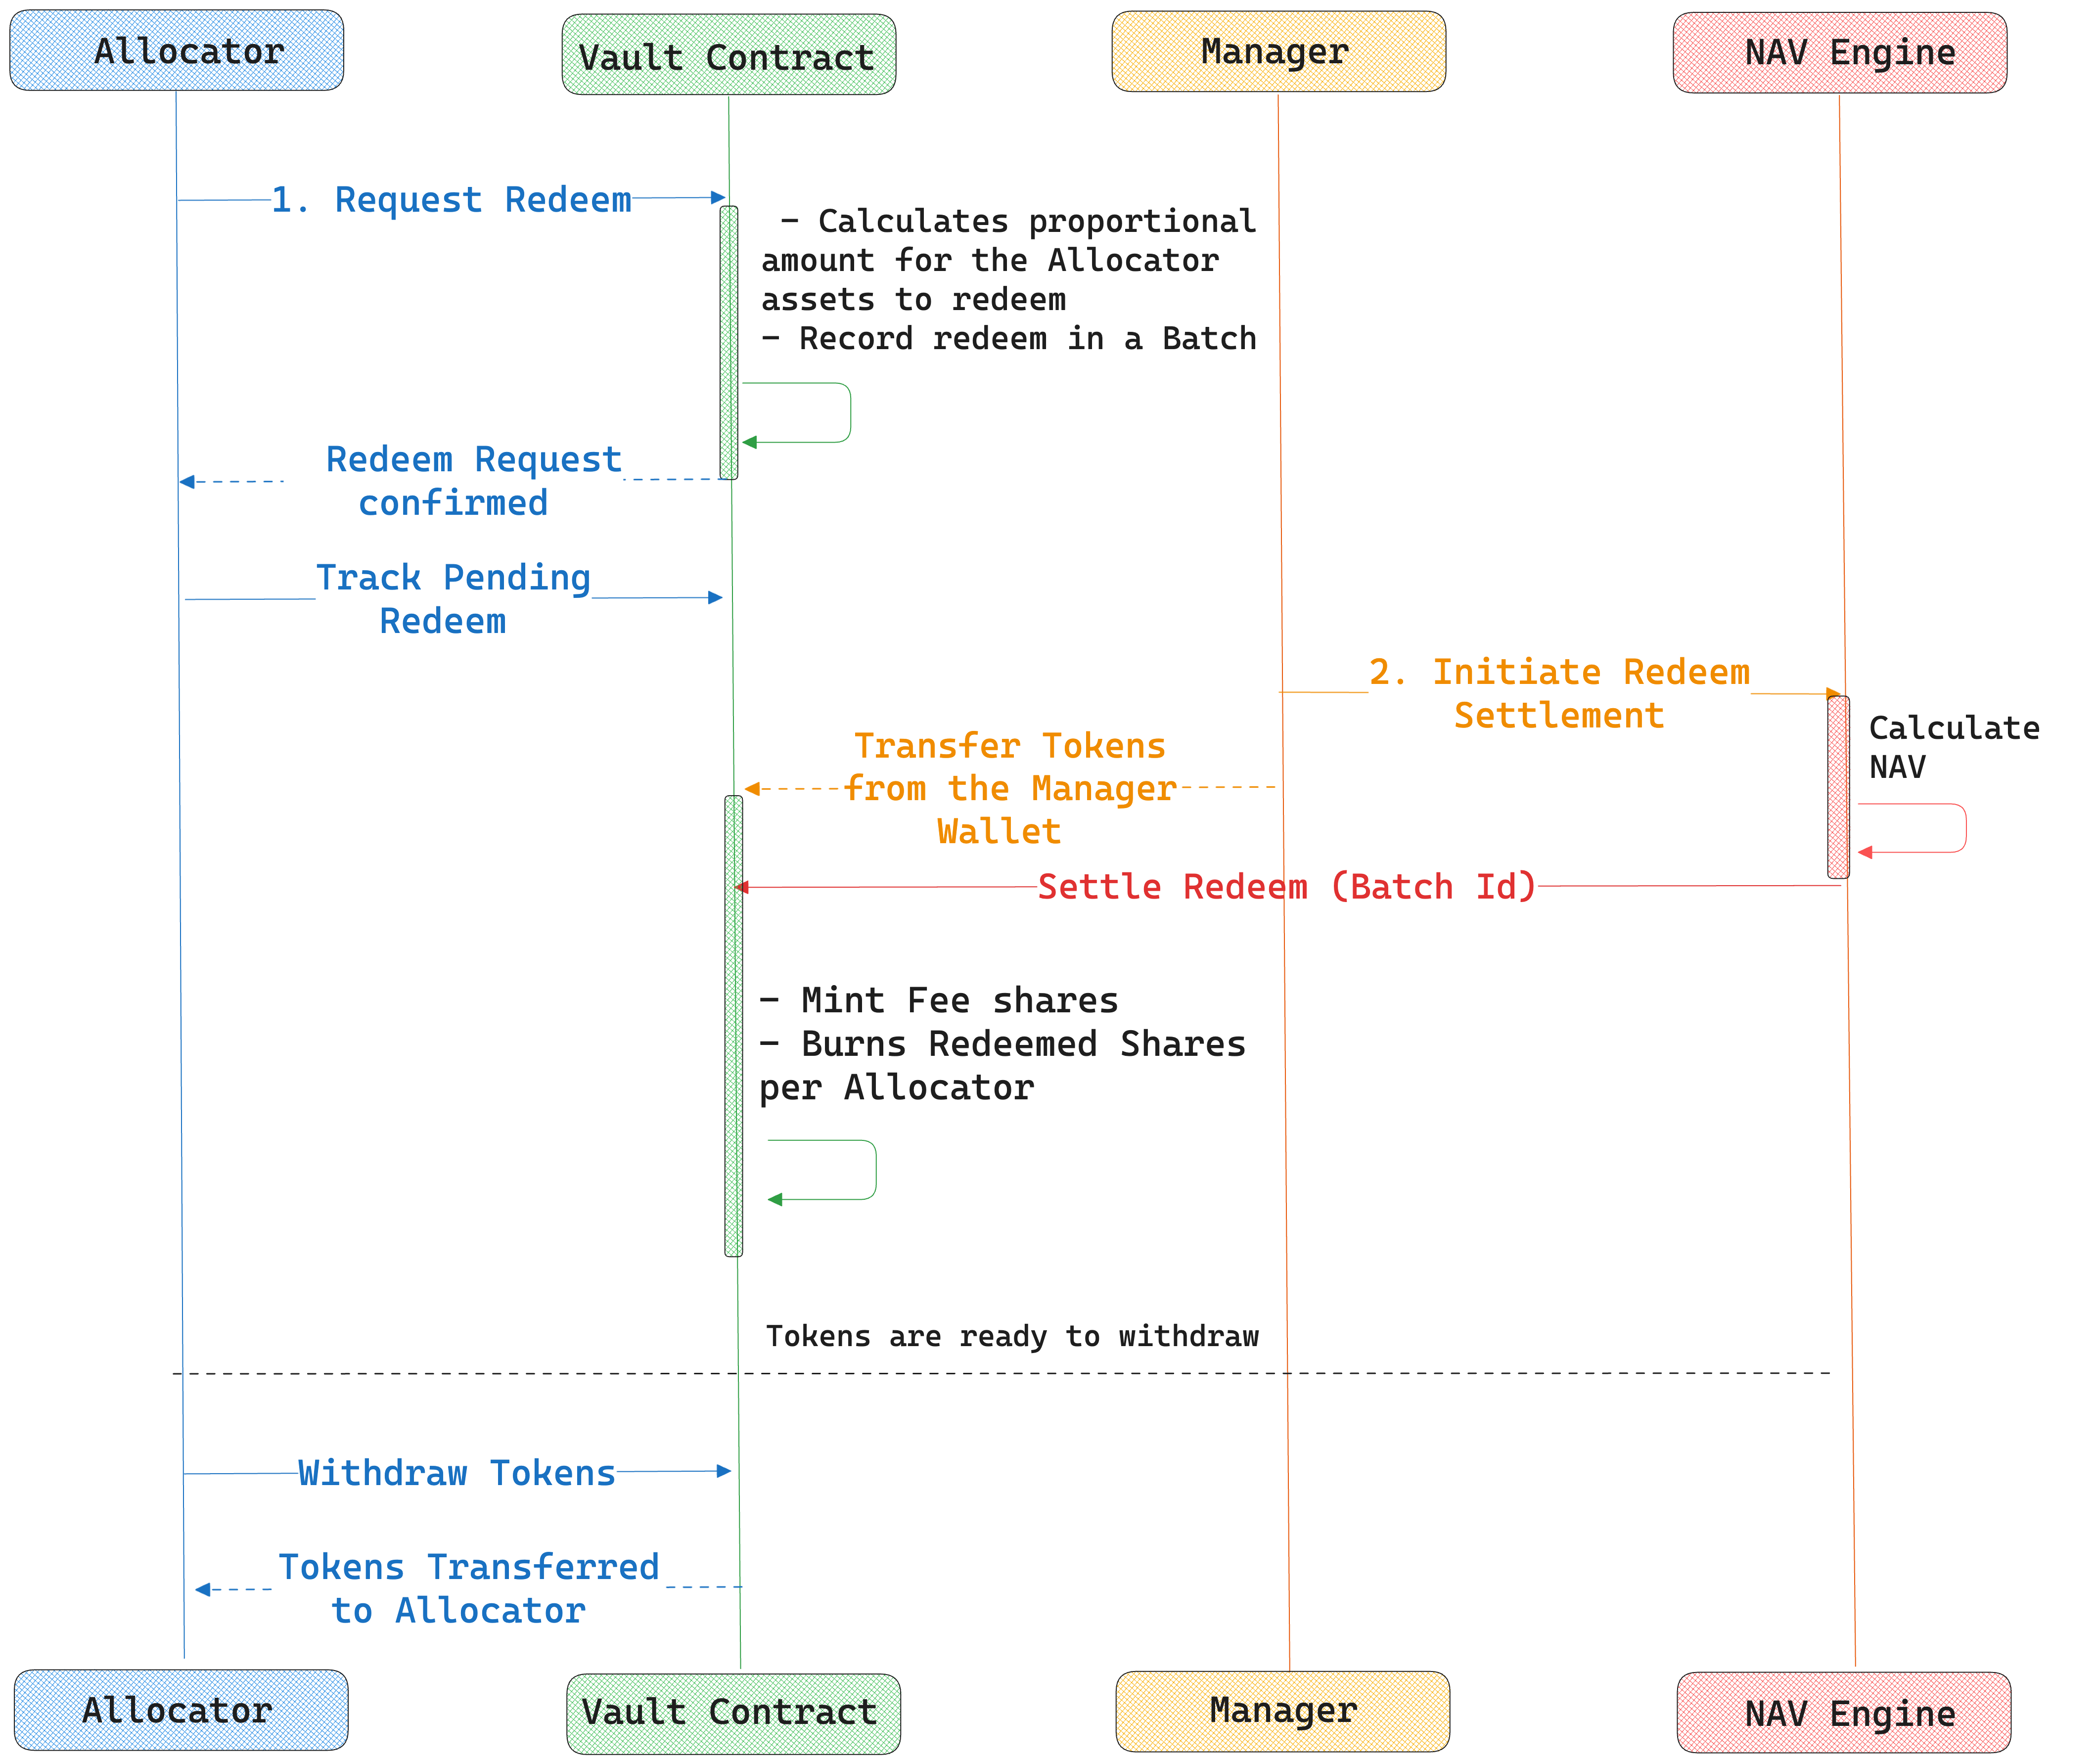 Allocator
Vault Contract
Manager
NAV Engine
1. Request Redeem
- Calculates proportional
amount for the Allocator
assets to redeem
- Record redeem in a Batch
Redeem Request
confirmed
Track Pending
Redeem
2. Initiate Redeem
Settlement
Calculate
NAV
Transfer Tokens
from the Manager
Wallet
Settle Redeem (Batch Id)
- Mint Fee shares
- Burns Redeemed Shares
per Allocator
Tokens are ready to withdraw
Withdraw Tokens
Tokens Transferred
to Allocator
Allocator
Vault Contract
Manager
NAV Engine